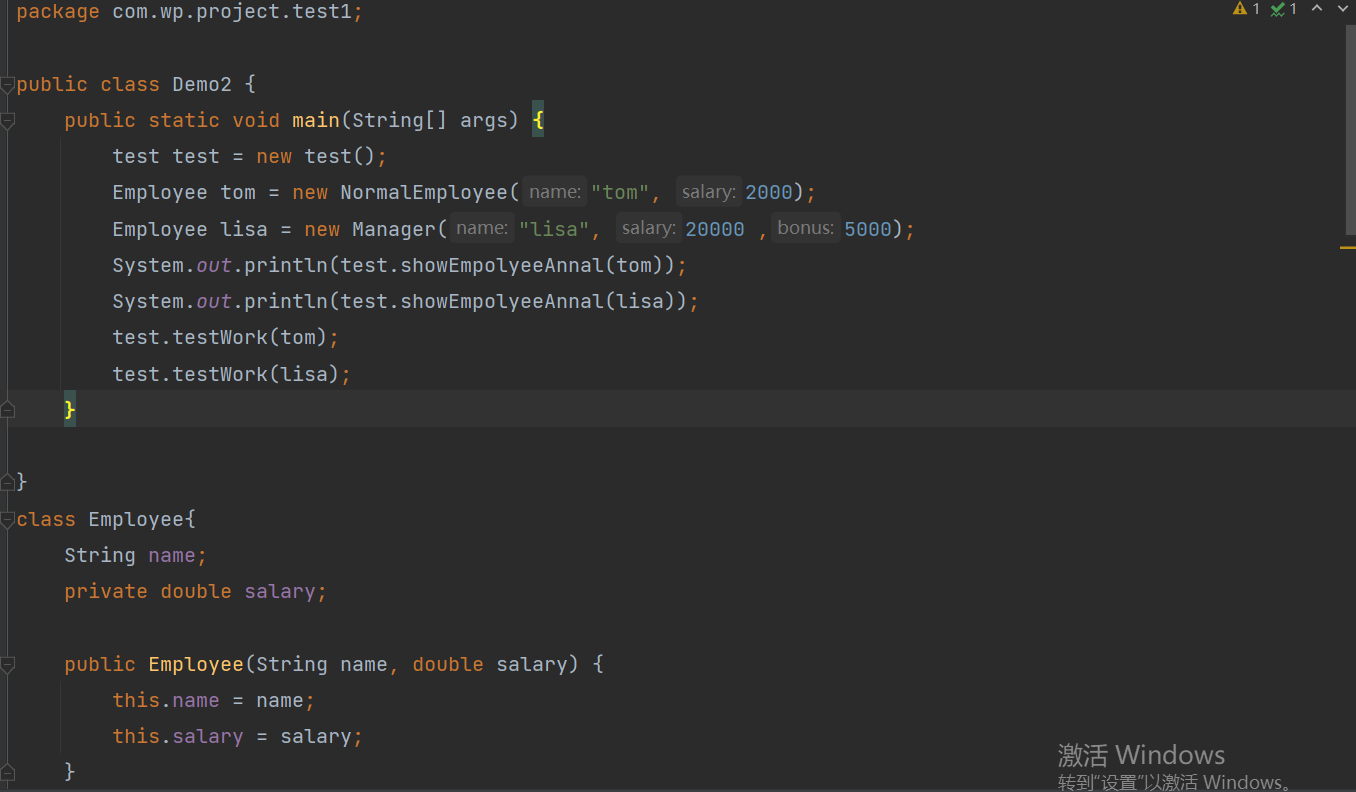 package com.wp.project.test1;
1 1
public class Demo2 {
public static void main(String[] args) {
test test = new test();
Employee tom = new NormalEmployee( name: "tom", salary: 2000);
Employee lisa = new Manager( name: "lisa", salary: 20000 , bonus: 5000);
System.out.println(test.showEmpolyeeAnnal(tom));
System.out.println(test.showEmpolyeeAnnal(lisa));
test.testWork(tom);
test.testWork(lisa);
}
}
class Employee{
String name;
private double salary;
public Employee(String name, double salary) {
this.name = name;
this.salary = salary;
}
激活 Windows
转到“设置”以激活 Windows。